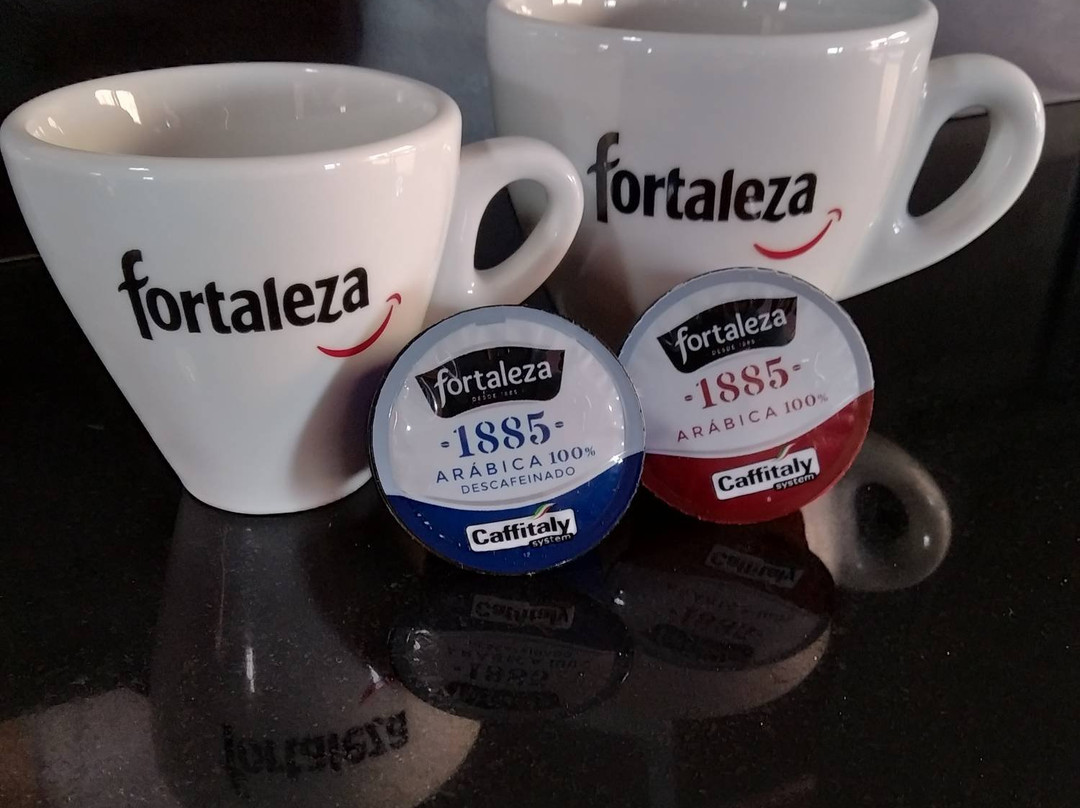 fortaleza
fortaleza
fortaleza
DESDE 1885
1885
ARÁBICA 100%
DESCAFEINADO
Caffitaly
system
fortaleza
DESDE 1885
1885
ARÁBICA 100%
Caffitaly
system